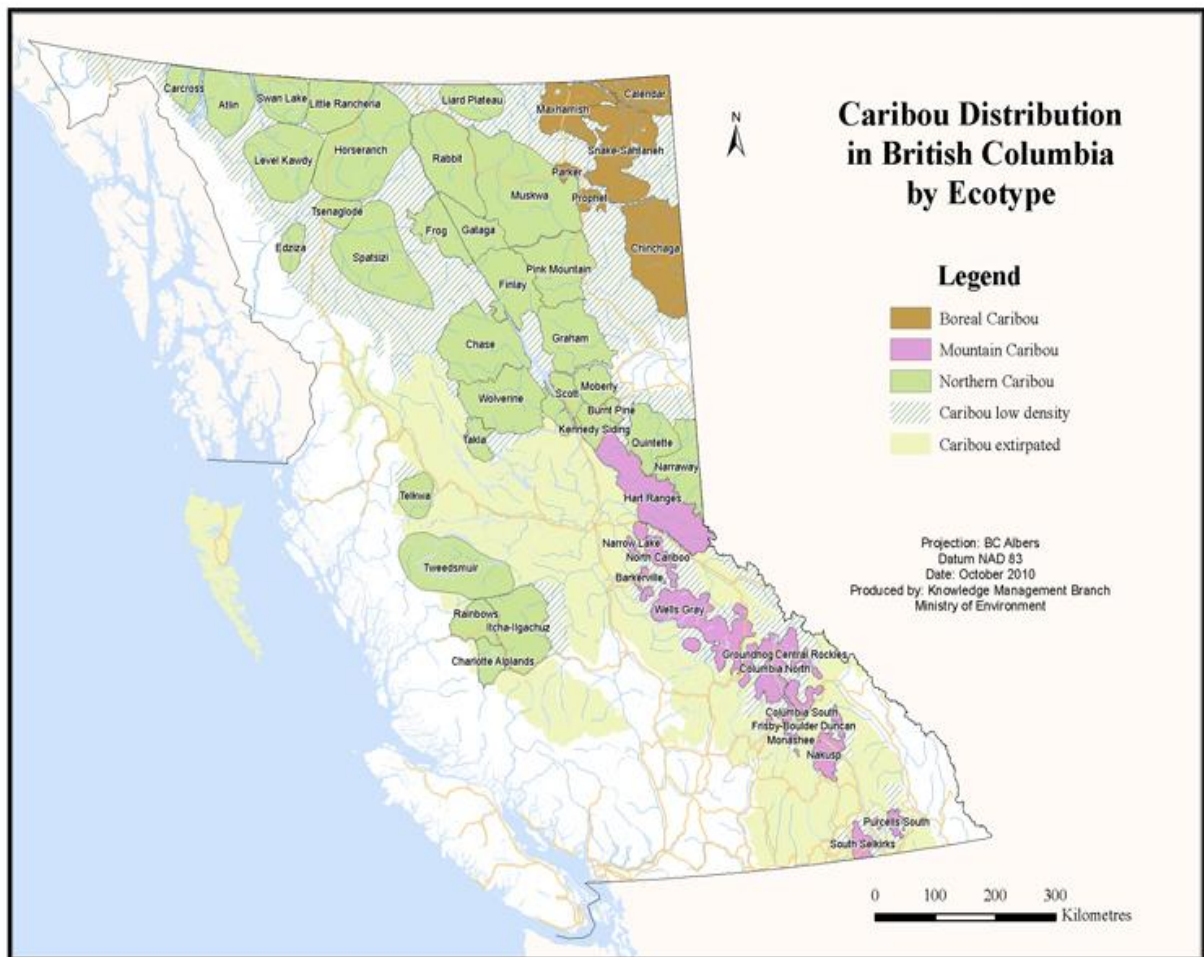 Caribou Distribution
in British Columbia
by Ecotype
N
Legend
Boreal Caribou
Mountain Caribou
Northern Caribou
Caribou low density
Caribou extirpated
Projection: BC Albers
Datum NAD 83
Date: October 2010
Produced by: Knowledge Management Branch
Ministry of Environment
0 100 200 300
Kilometres
Carcross
Atlin
Swan Lake
Little Rancheria
Liard Plateau
Maxhamish
Calendar
Level Kawdy
Horseranch
Rabbit
Snake-Sahtaneh
Parker
Muskwa
Prophet
Tsenaglode
Edziza
Spatsizi
Frog
Gataga
Chinchaga
Pink Mountain
Finlay
Chase
Graham
Wolverine
Scott
Moberly
Burnt Pine
Kennedy Siding
Takla
Quintette
Narraway
Telkwa
Hart Ranges
Narrow Lake
North Cariboo
Barkerville
Tweedsmuir
Wells Gray
Rainbows
Itcha-Ilgachuz
Charlotte Alplands
Groundhog Central Rockies
Columbia North
Columbia South
Frisby-Boulder Duncan
Monashee
Nakusp
Purcells South
South Selkirks